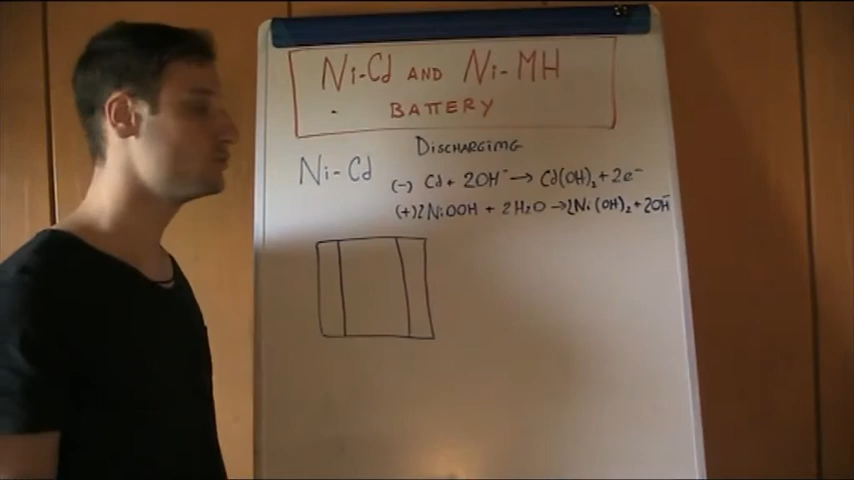 Ni-Cd AND Ni-MH
BATTERY
DISCHARGING
Ni-Cd
(-) Cd + 2OH⁻ → Cd(OH)₂ + 2e⁻
(+) 2NiOOH + 2H₂O → 2Ni(OH)₂ + 2OH⁻